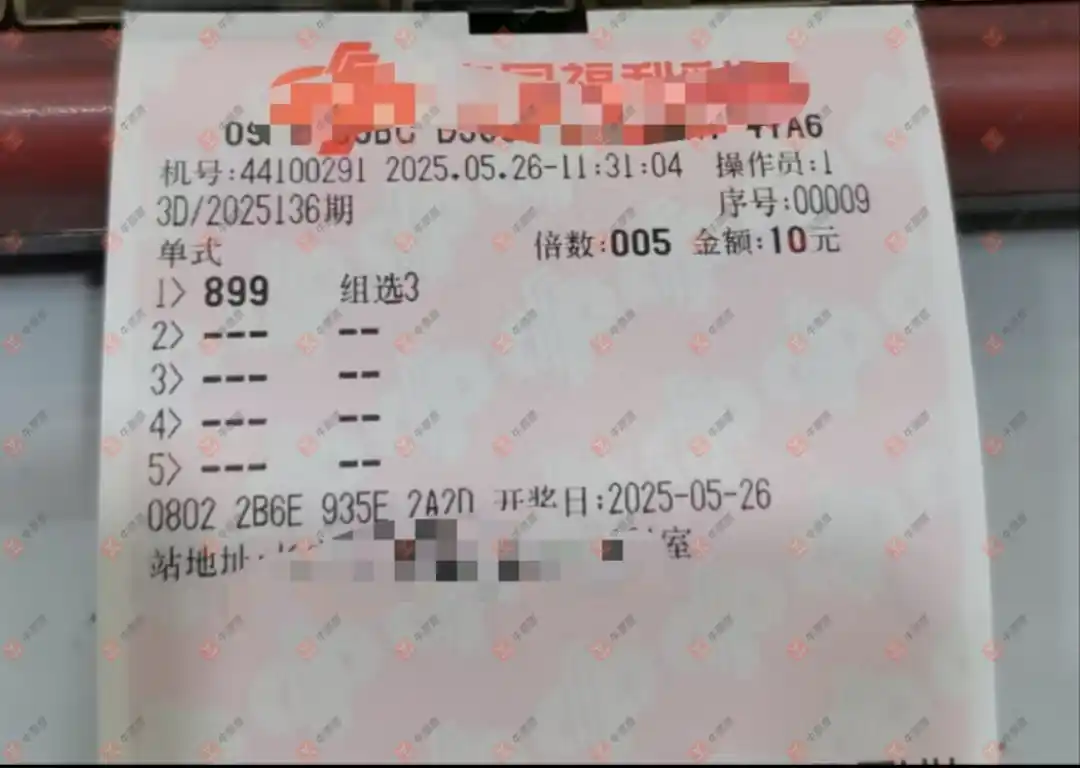 4YA6
机号:44100291 2025.05.26-11:31:04 操作员:1
3D/2025136期 序号:00009
单式 倍数:005 金额:10元
1> 899 组选3
2> --- --
3> --- --
4> --- --
5> --- --
0802 2B6E 935E 2A2D 开奖日:2025-05-26
站地址: 室